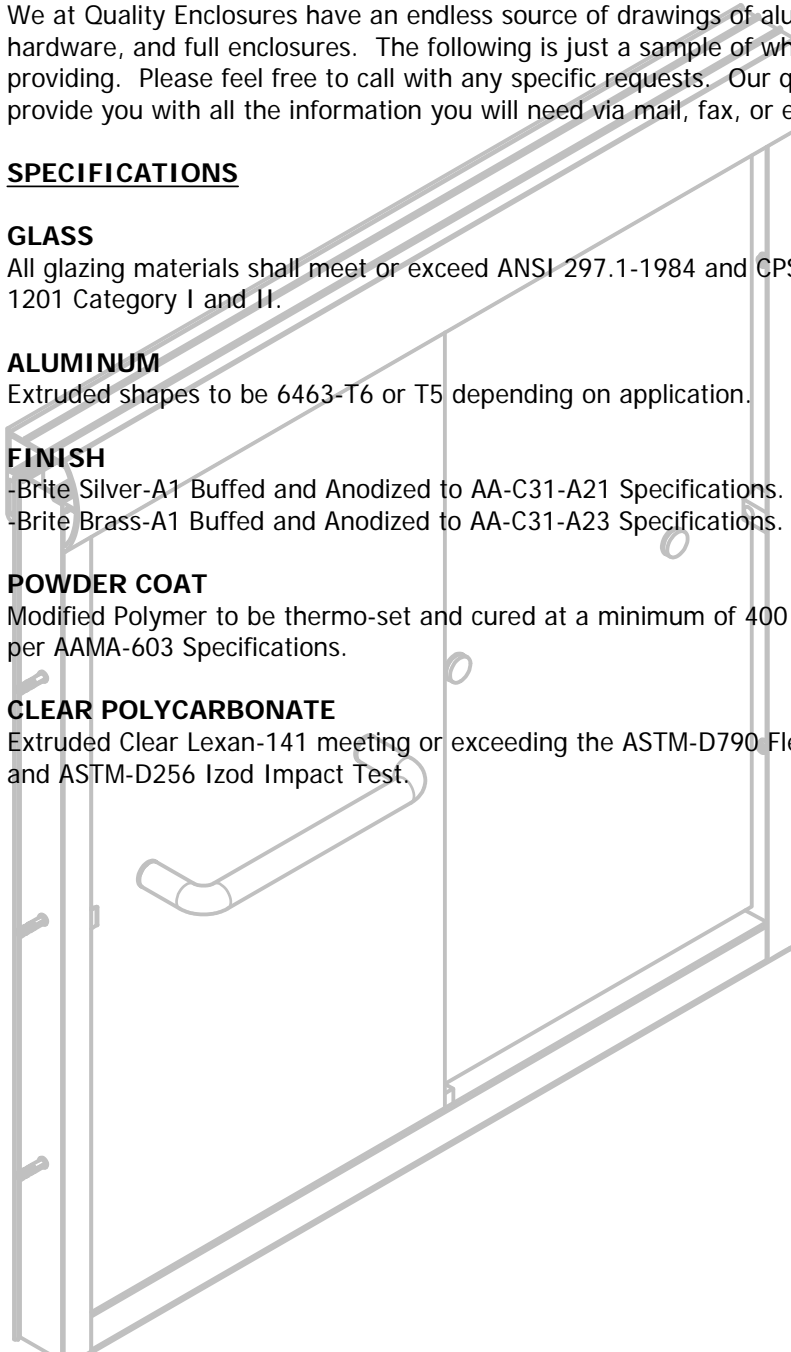 We at Quality Enclosures have an endless source of drawings of
hardware, and full enclosures. The following is just a sample of
providing. Please feel free to call with any specific requests. Our
provide you with all the information you will need via mail, fax, or
SPECIFICATIONS
GLASS
All glazing materials shall meet or exceed ANSI 297.1-1984 and
1201 Category I and II.
ALUMINUM
Extruded shapes to be 6463-T6 or T5 depending on application.
FINISH
-Brite Silver-A1 Buffed and Anodized to AA-C31-A21 Specifications.
-Brite Brass-A1 Buffed and Anodized to AA-C31-A23 Specifications.
POWDER COAT
Modified Polymer to be thermo-set and cured at a minimum of 400
per AAMA-603 Specifications.
CLEAR POLYCARBONATE
Extruded Clear Lexan-141 meeting or exceeding the ASTM-D790
and ASTM-D256 Izod Impact Test.